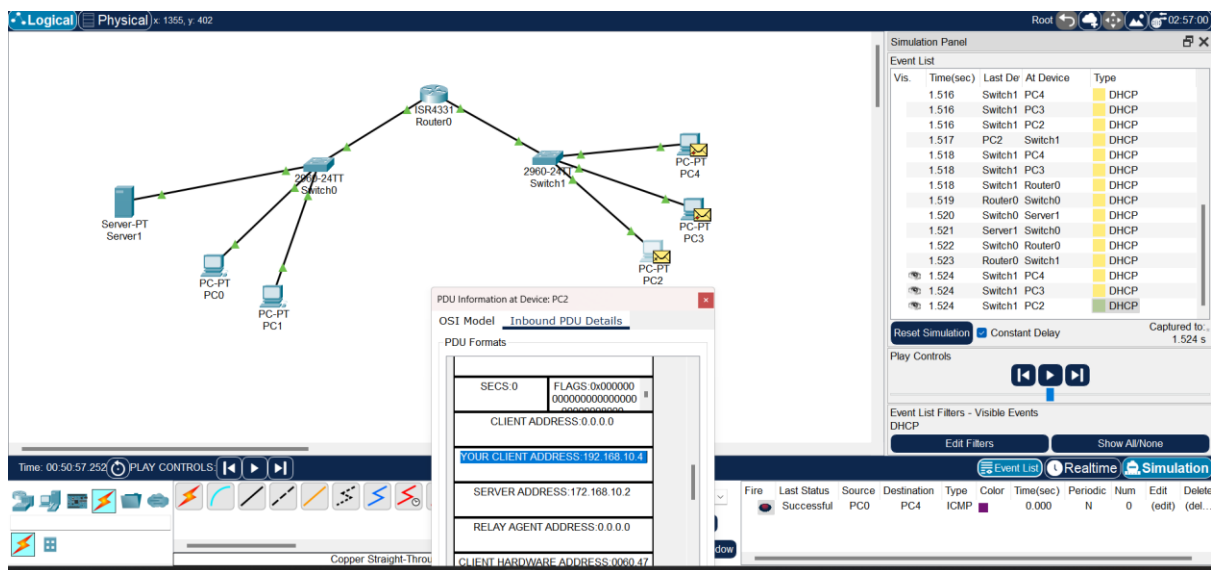 Logical Physical x: 1355, y: 402
Root 02:57:00
Simulation Panel
Event List
Vis. Time(sec) Last De At Device Type
1.516 Switch1 PC4 DHCP
1.516 Switch1 PC3 DHCP
1.516 Switch1 PC2 DHCP
1.517 PC2 Switch1 DHCP
1.518 Switch1 PC4 DHCP
1.518 Switch1 PC3 DHCP
1.518 Switch1 Router0 DHCP
1.519 Router0 Switch0 DHCP
1.520 Switch0 Server1 DHCP
1.521 Server1 Switch0 DHCP
1.522 Switch0 Router0 DHCP
1.523 Router0 Switch1 DHCP
1.524 Switch1 PC4 DHCP
1.524 Switch1 PC3 DHCP
1.524 Switch1 PC2 DHCP
Reset Simulation Constant Delay Captured to:
1.524 s
Play Controls
Event List Filters - Visible Events
DHCP
Edit Filters Show All/None
ISR4331
Router0
2960-24TT
Switch0
2960-24TT
Switch1
Server-PT
Server1
PC-PT
PC0
PC-PT
PC1
PC-PT
PC4
PC-PT
PC3
PC-PT
PC2
PDU Information at Device: PC2
OSI Model Inbound PDU Details
PDU Formats
SECS:0 FLAGS:0x000000
00000000000000
CLIENT ADDRESS:0.0.0.0
YOUR CLIENT ADDRESS:192.168.10.4
SERVER ADDRESS:172.168.10.2
RELAY AGENT ADDRESS:0.0.0.0
CLIENT HARDWARE ADDRESS:0060.47
Time: 00:50:57.252 PLAY CONTROLS:
Event List Realtime Simulation
Fire Last Status Source Destination Type Color Time(sec) Periodic Num Edit Delete
Successful PC0 PC4 ICMP 0.000 N 0 (edit) (del...
Copper Straight-Throu
dow